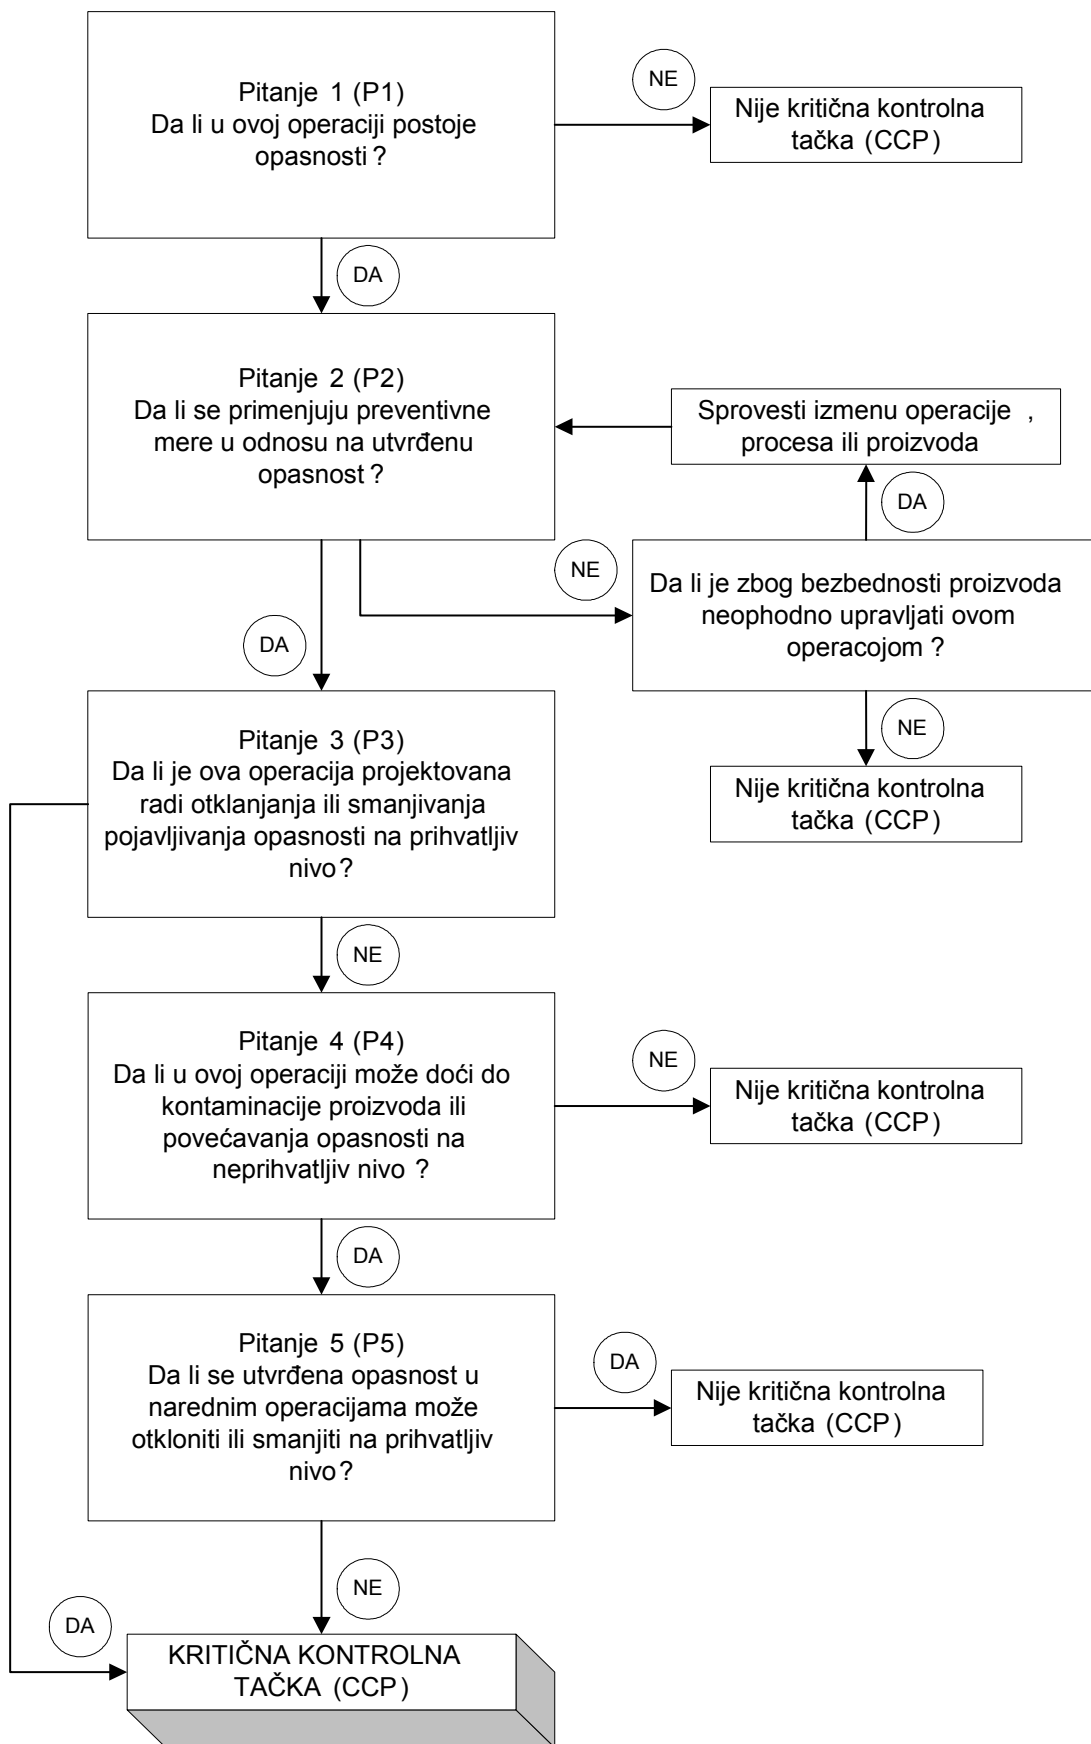 Pitanje 1 (P1)
Da li u ovoj operaciji postoje
opasnosti ?
NE
Nije kritična kontrolna
tačka (CCP)
DA
Pitanje 2 (P2)
Da li se primenjuju preventivne
mere u odnosu na utvrđenu
opasnost ?
Sprovesti izmenu operacije ,
procesa ili proizvoda
DA
NE
Da li je zbog bezbednosti proizvoda
neophodno upravljati ovom
operacojom ?
DA
NE
Nije kritična kontrolna
tačka (CCP)
Pitanje 3 (P3)
Da li je ova operacija projektovana
radi otklanjanja ili smanjivanja
pojavljivanja opasnosti na prihvatljiv
nivo ?
NE
Pitanje 4 (P4)
Da li u ovoj operaciji može doći do
kontaminacije proizvoda ili
povećavanja opasnosti na
neprihvatljiv nivo ?
NE
Nije kritična kontrolna
tačka (CCP)
DA
Pitanje 5 (P5)
Da li se utvrđena opasnost u
narednim operacijama može
otkloniti ili smanjiti na prihvatljiv
nivo ?
DA
Nije kritična kontrolna
tačka (CCP)
NE
DA
KRITIČNA KONTROLNA
TAČKA (CCP)